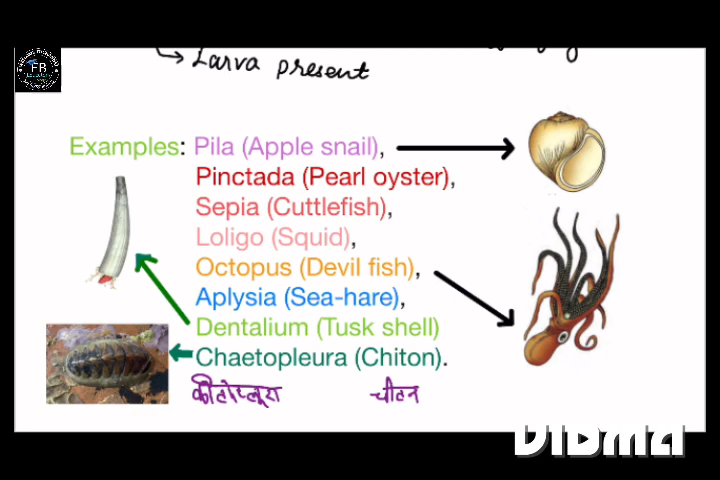 ↳ Larva present
FB
Examples: Pila (Apple snail),
Pinctada (Pearl oyster),
Sepia (Cuttlefish),
Loligo (Squid),
Octopus (Devil fish),
Aplysia (Sea-hare),
Dentalium (Tusk shell)
Chaetopleura (Chiton).
कीटोप्लूरा चीटन